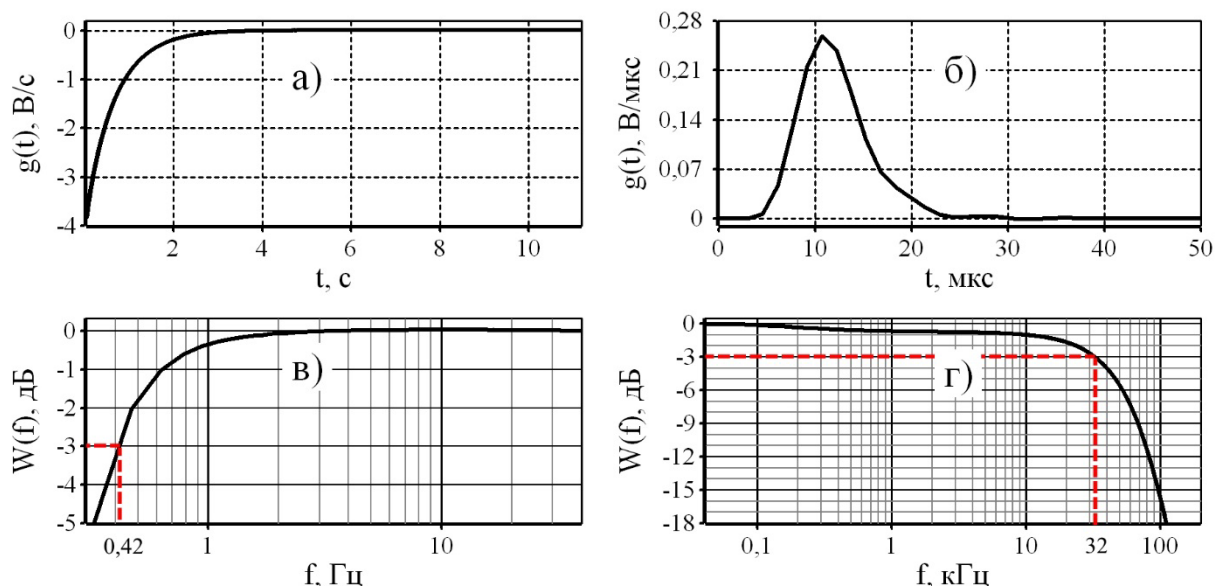 g(t), В/с
0
-1
-2
-3
-4
а)
2 4 6 8 10
t, с
g(t), В/мкс
0,28
0,21
0,14
0,07
0
б)
0 10 20 30 40 50
t, мкс
W(f), дБ
0
-1
-2
-3
-4
-5
в)
0,42 1 10
f, Гц
W(f), дБ
0
-3
-6
-9
-12
-15
-18
г)
0,1 1 10 32 100
f, кГц